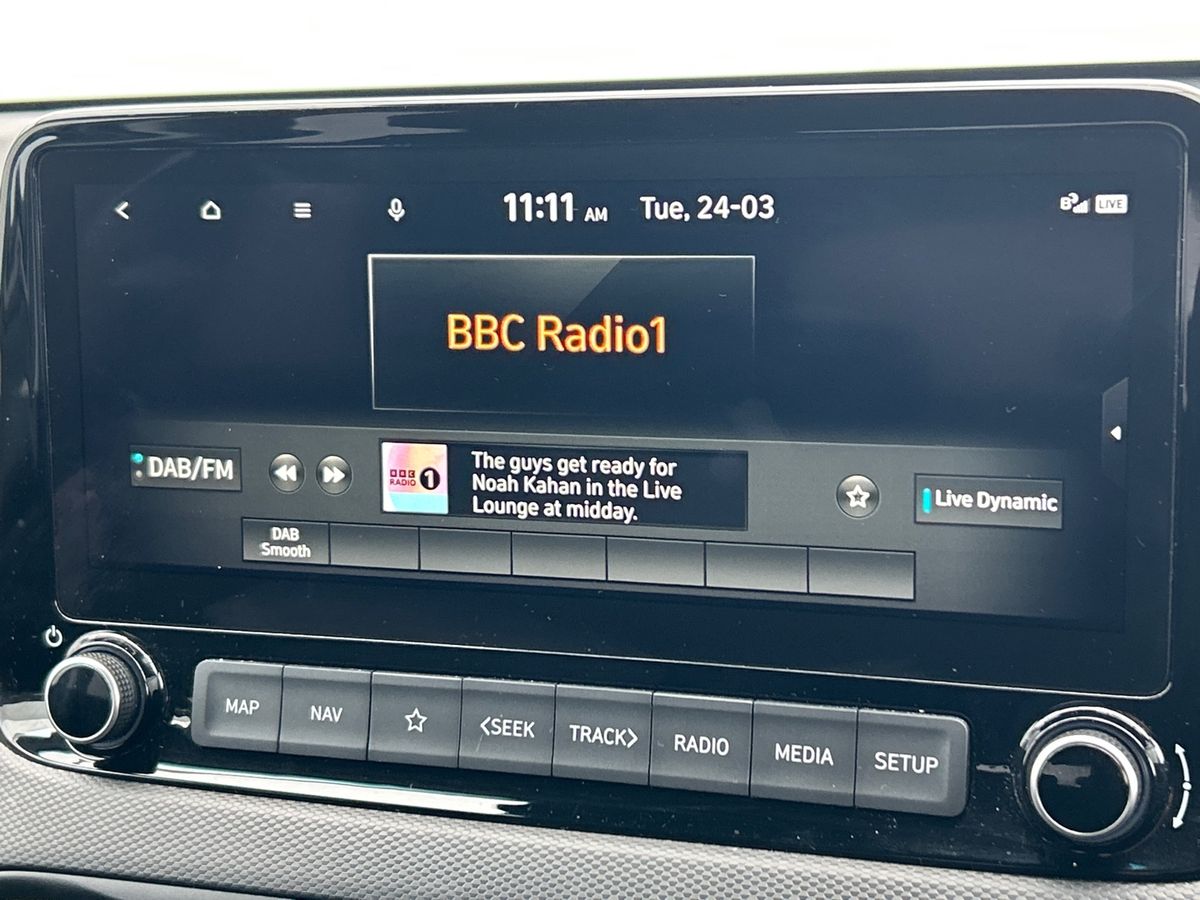 11:11 AM Tue, 24-03
LIVE
BBC Radio1
DAB/FM
BBC
RADIO 1
The guys get ready for
Noah Kahan in the Live
Lounge at midday.
Live Dynamic
DAB
Smooth
MAP
NAV
<SEEK
TRACK>
RADIO
MEDIA
SETUP